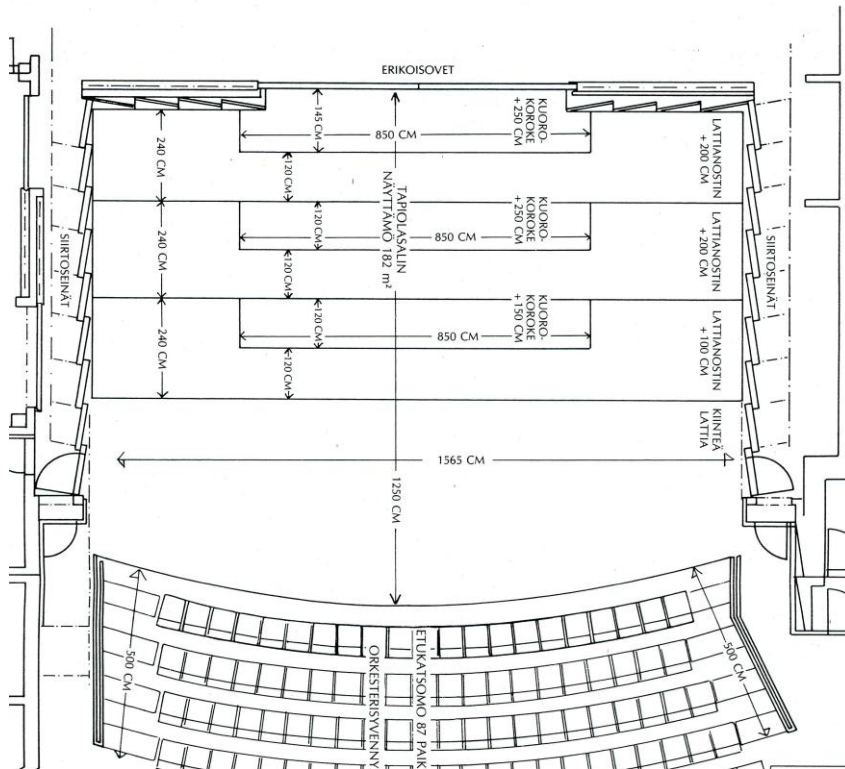 ERIKOISOVET
145 CM
850 CM
KUORO-
KOROKE
+250 CM
LATTIANOSTIN
+ 200 CM
240 CM
120 CM
TAPIOLASALIN
NÄYTTÄMÖ 182 m²
120 CM
850 CM
KUORO-
KOROKE
+250 CM
LATTIANOSTIN
+ 200 CM
SIIRTOSEINÄT
240 CM
120 CM
SIIRTOSEINÄT
120 CM
850 CM
KUORO-
KOROKE
+150 CM
LATTIANOSTIN
+ 100 CM
240 CM
120 CM
KIINTEÄ
LATTIA
1565 CM
1250 CM
500 CM
ETUKATSOMO 87 PAIK
ORKESTERISYVENNY
500 CM